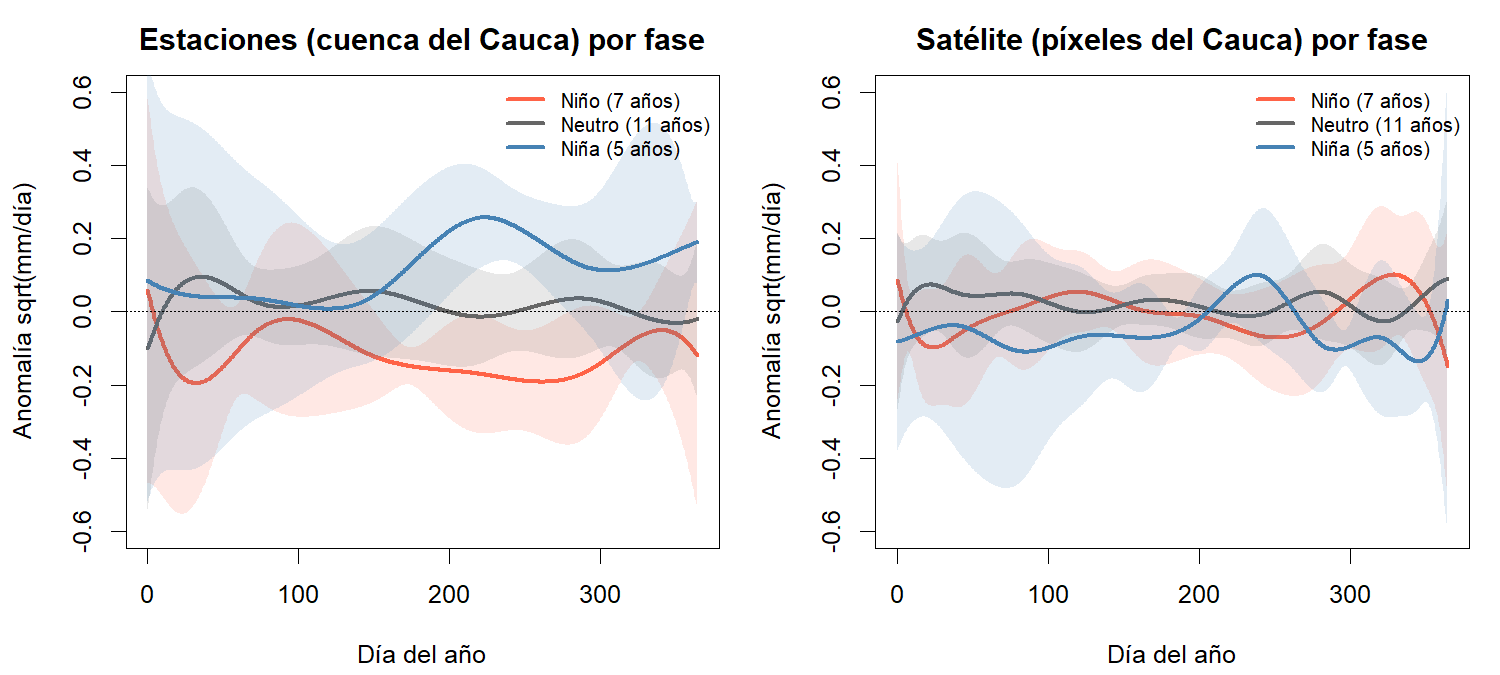 Estaciones (cuenca del Cauca) por fase
Anomalía sqrt(mm/día)
0.6
0.4
0.2
0.0
-0.2
-0.4
-0.6
Niño (7 años)
Neutro (11 años)
Niña (5 años)
0 100 200 300
Día del año
Satélite (píxeles del Cauca) por fase
Anomalía sqrt(mm/día)
0.6
0.4
0.2
0.0
-0.2
-0.4
-0.6
Niño (7 años)
Neutro (11 años)
Niña (5 años)
0 100 200 300
Día del año